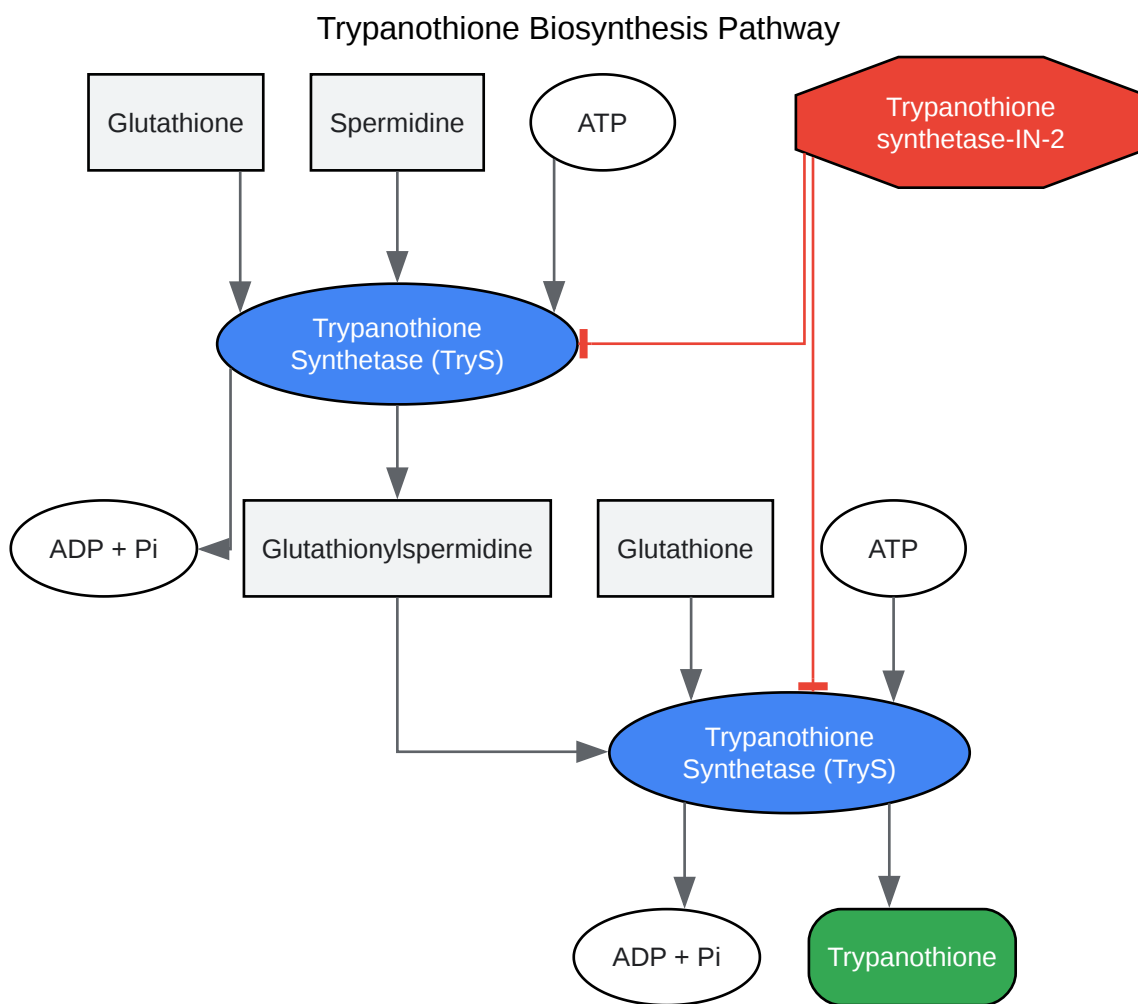 Trypanothione Biosynthesis Pathway
Glutathione
Spermidine
ATP
Trypanothione
synthetase-IN-2
Trypanothione
Synthetase (TryS)
ADP + Pi
Glutathionylspermidine
Glutathione
ATP
Trypanothione
Synthetase (TryS)
ADP + Pi
Trypanothione